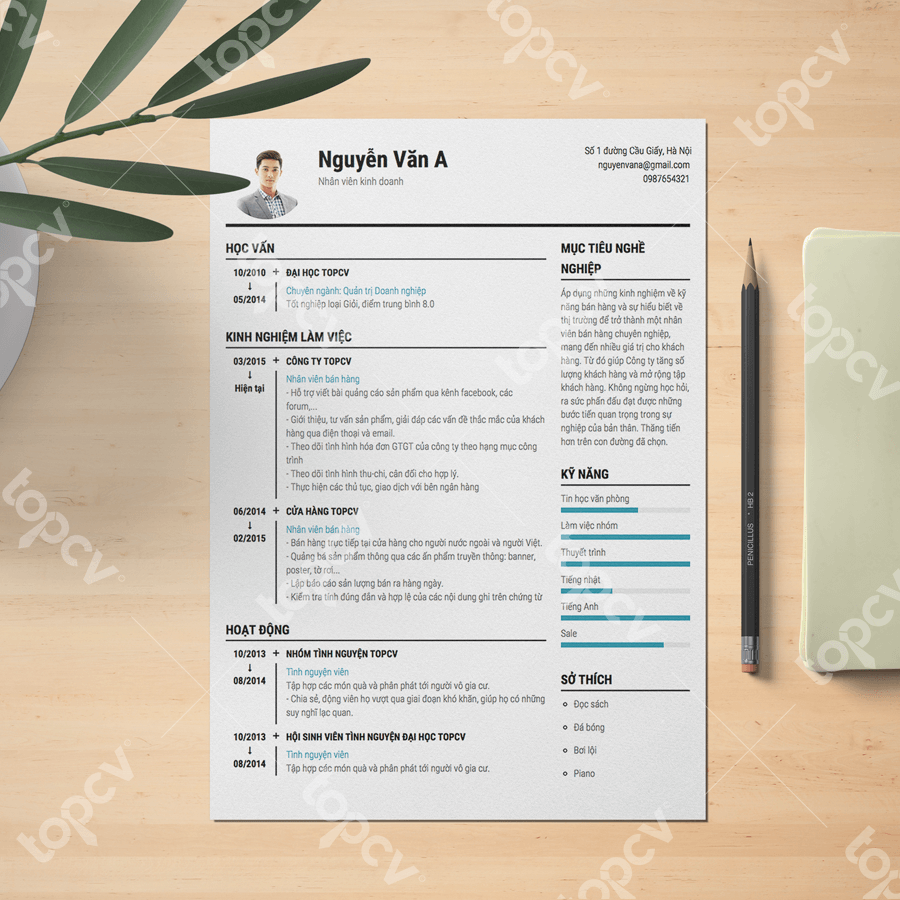 Nguyễn Văn A
Nhân viên kinh doanh
Số 1 đường Cầu Giấy, Hà Nội
nguyenvana@gmail.com
0987654321
HỌC VẤN
10/2010
05/2014
ĐẠI HỌC TOPCV
Chuyên ngành: Quản trị Doanh nghiệp
Tốt nghiệp loại Giỏi, điểm trung bình 8.0
KINH NGHIỆM LÀM VIỆC
03/2015
Hiện tại
CÔNG TY TOPCV
Nhân viên bán hàng
- Hỗ trợ viết bài quảng cáo sản phẩm qua kênh facebook, các
forum,...
- Giới thiệu, tư vấn sản phẩm, giải đáp các vấn đề thắc mắc của khách
hàng qua điện thoại và email.
- Theo dõi tình hình hóa đơn GTGT của công ty theo hạng mục công
trình
- Theo dõi tình hình thu-chi, cân đối cho hợp lý.
- Thực hiện các thủ tục, giao dịch với bên ngân hàng
06/2014
02/2015
CỬA HÀNG TOPCV
Nhân viên bán hàng
- Bán hàng trực tiếp tại cửa hàng cho người nước ngoài và người Việt.
- Quảng bá sản phẩm thông qua các ấn phẩm truyền thông: banner,
poster, tờ rơi...
- Lập báo cáo sản lượng bán ra hàng ngày.
- Kiểm tra tính đúng đắn và hợp lệ của các nội dung ghi trên chứng từ
HOẠT ĐỘNG
10/2013
08/2014
NHÓM TÌNH NGUYỆN TOPCV
Tình nguyện viên
Tập hợp các món quà và phân phát tới người vô gia cư.
- Chia sẻ, động viên họ vượt qua giai đoạn khó khăn, giúp họ có những
suy nghĩ lạc quan.
10/2013
08/2014
HỘI SINH VIÊN TÌNH NGUYỆN ĐẠI HỌC TOPCV
Tình nguyện viên
Tập hợp các món quà và phân phát tới người vô gia cư.
MỤC TIÊU NGHỀ
NGHIỆP
Áp dụng những kinh nghiệm về kỹ
năng bán hàng và sự hiểu biết về
thị trường để trở thành một nhân
viên bán hàng chuyên nghiệp,
mang đến nhiều giá trị cho khách
hàng. Từ đó giúp Công ty tăng số
lượng khách hàng và mở rộng tập
khách hàng. Không ngừng học hỏi,
ra sức phấn đấu đạt được những
bước tiến quan trọng trong sự
nghiệp của bản thân. Thăng tiến
hơn trên con đường đã chọn.
KỸ NĂNG
Tin học văn phòng
Làm việc nhóm
Thuyết trình
Tiếng nhật
Tiếng Anh
Sale
SỞ THÍCH
Đọc sách
Đá bóng
Bơi lội
Piano
PENICILLUS * HB 2
topcv
topcv
topcv
topcv
topcv
topcv
topcv
topcv
topcv
topcv